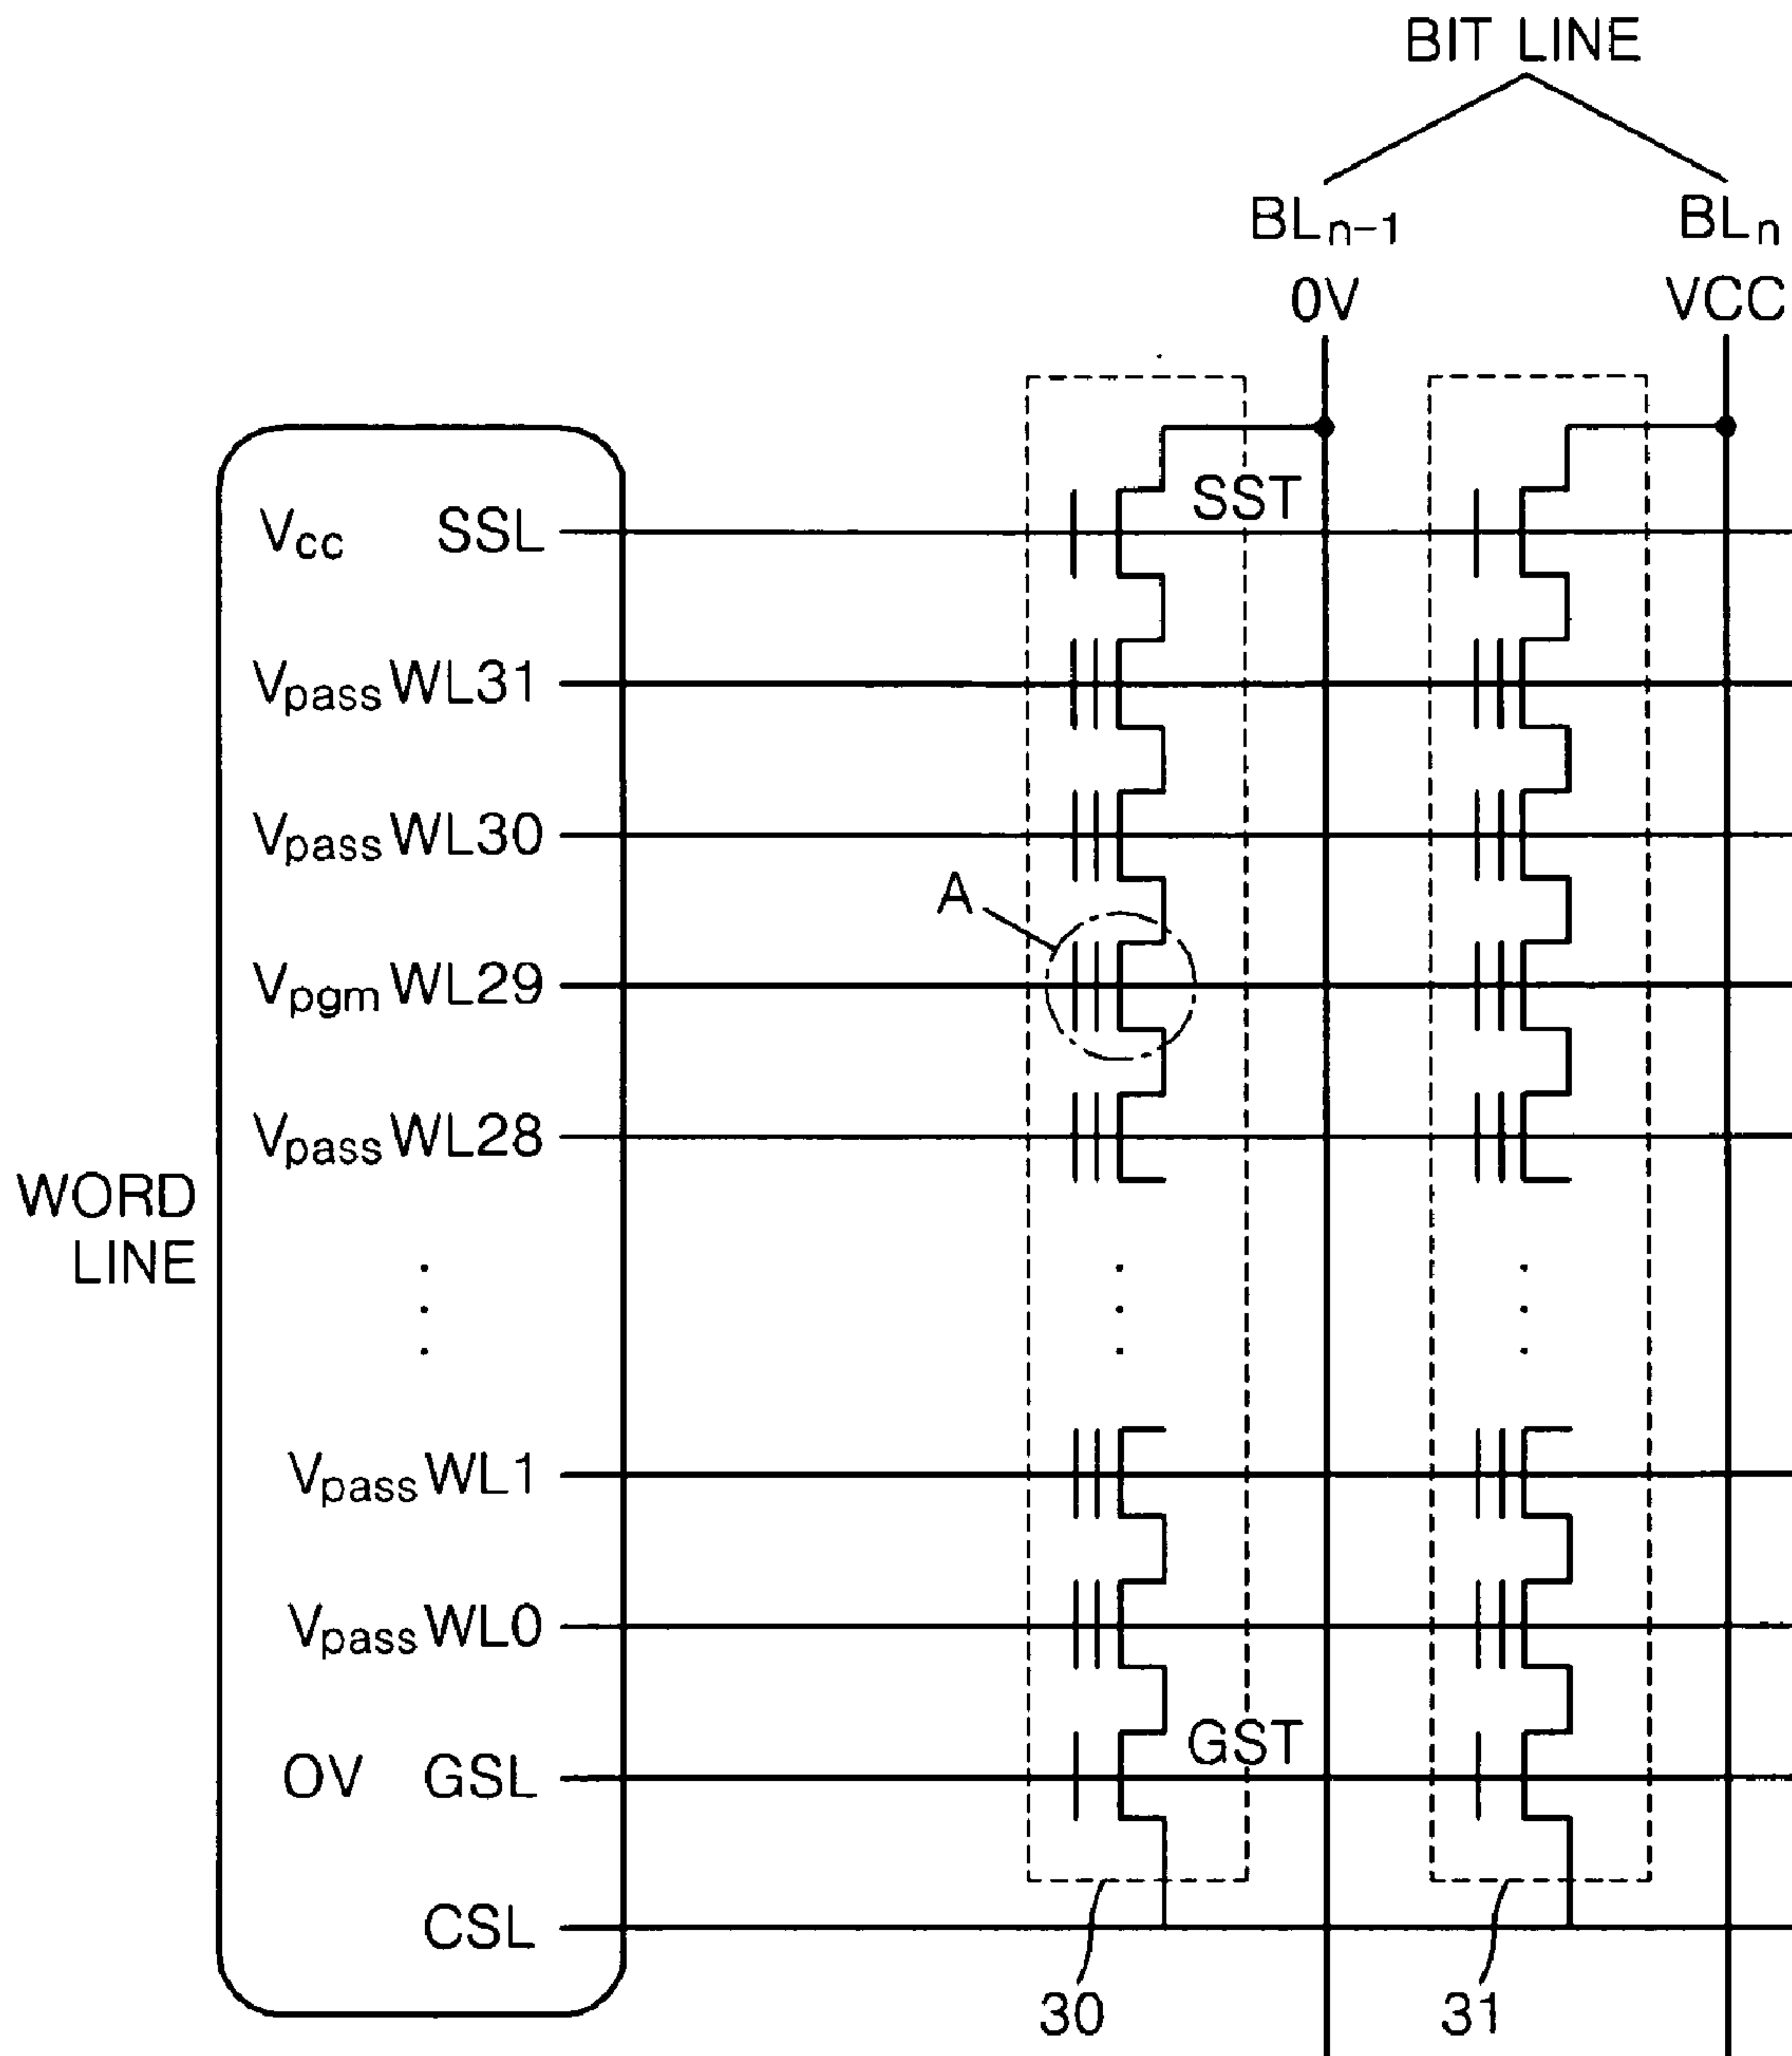 BIT LINE
BLn-1 BLn
0V VCC
Vcc SSL SST
Vpass WL31
Vpass WL30
A
Vpgm WL29
Vpass WL28
WORD
LINE
Vpass WL1
Vpass WL0
OV GSL GST
CSL
30 31